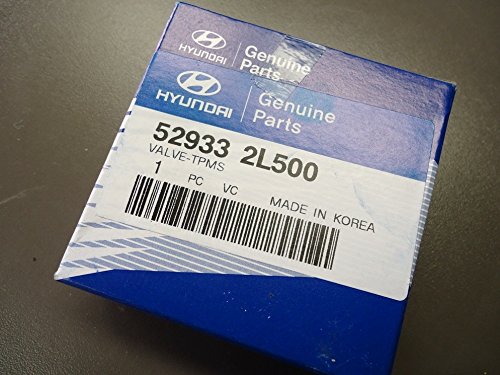 HYUNDAI
Genuine
Parts
HYUNDAI
Genuine
Parts
52933 2L500
VALVE-TPMS
1 PC VC MADE IN KOREA